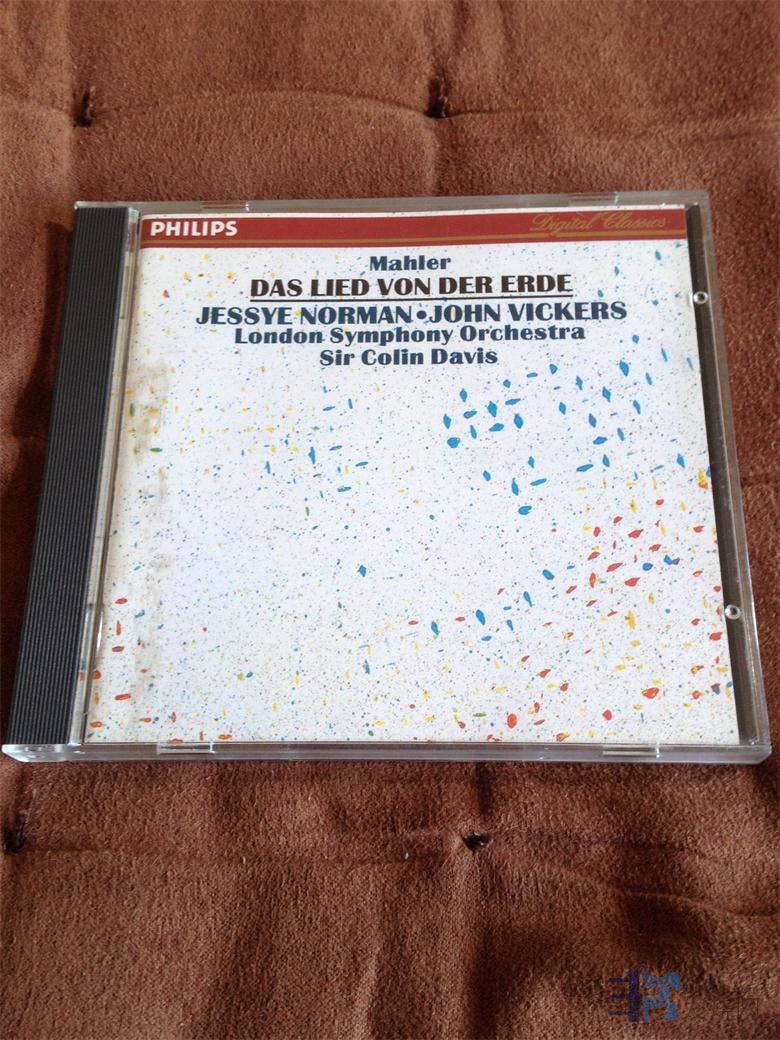 PHILIPS
Digital Classics
Mahler
DAS LIED VON DER ERDE
JESSYE NORMAN • JOHN VICKERS
London Symphony Orchestra
Sir Colin Davis